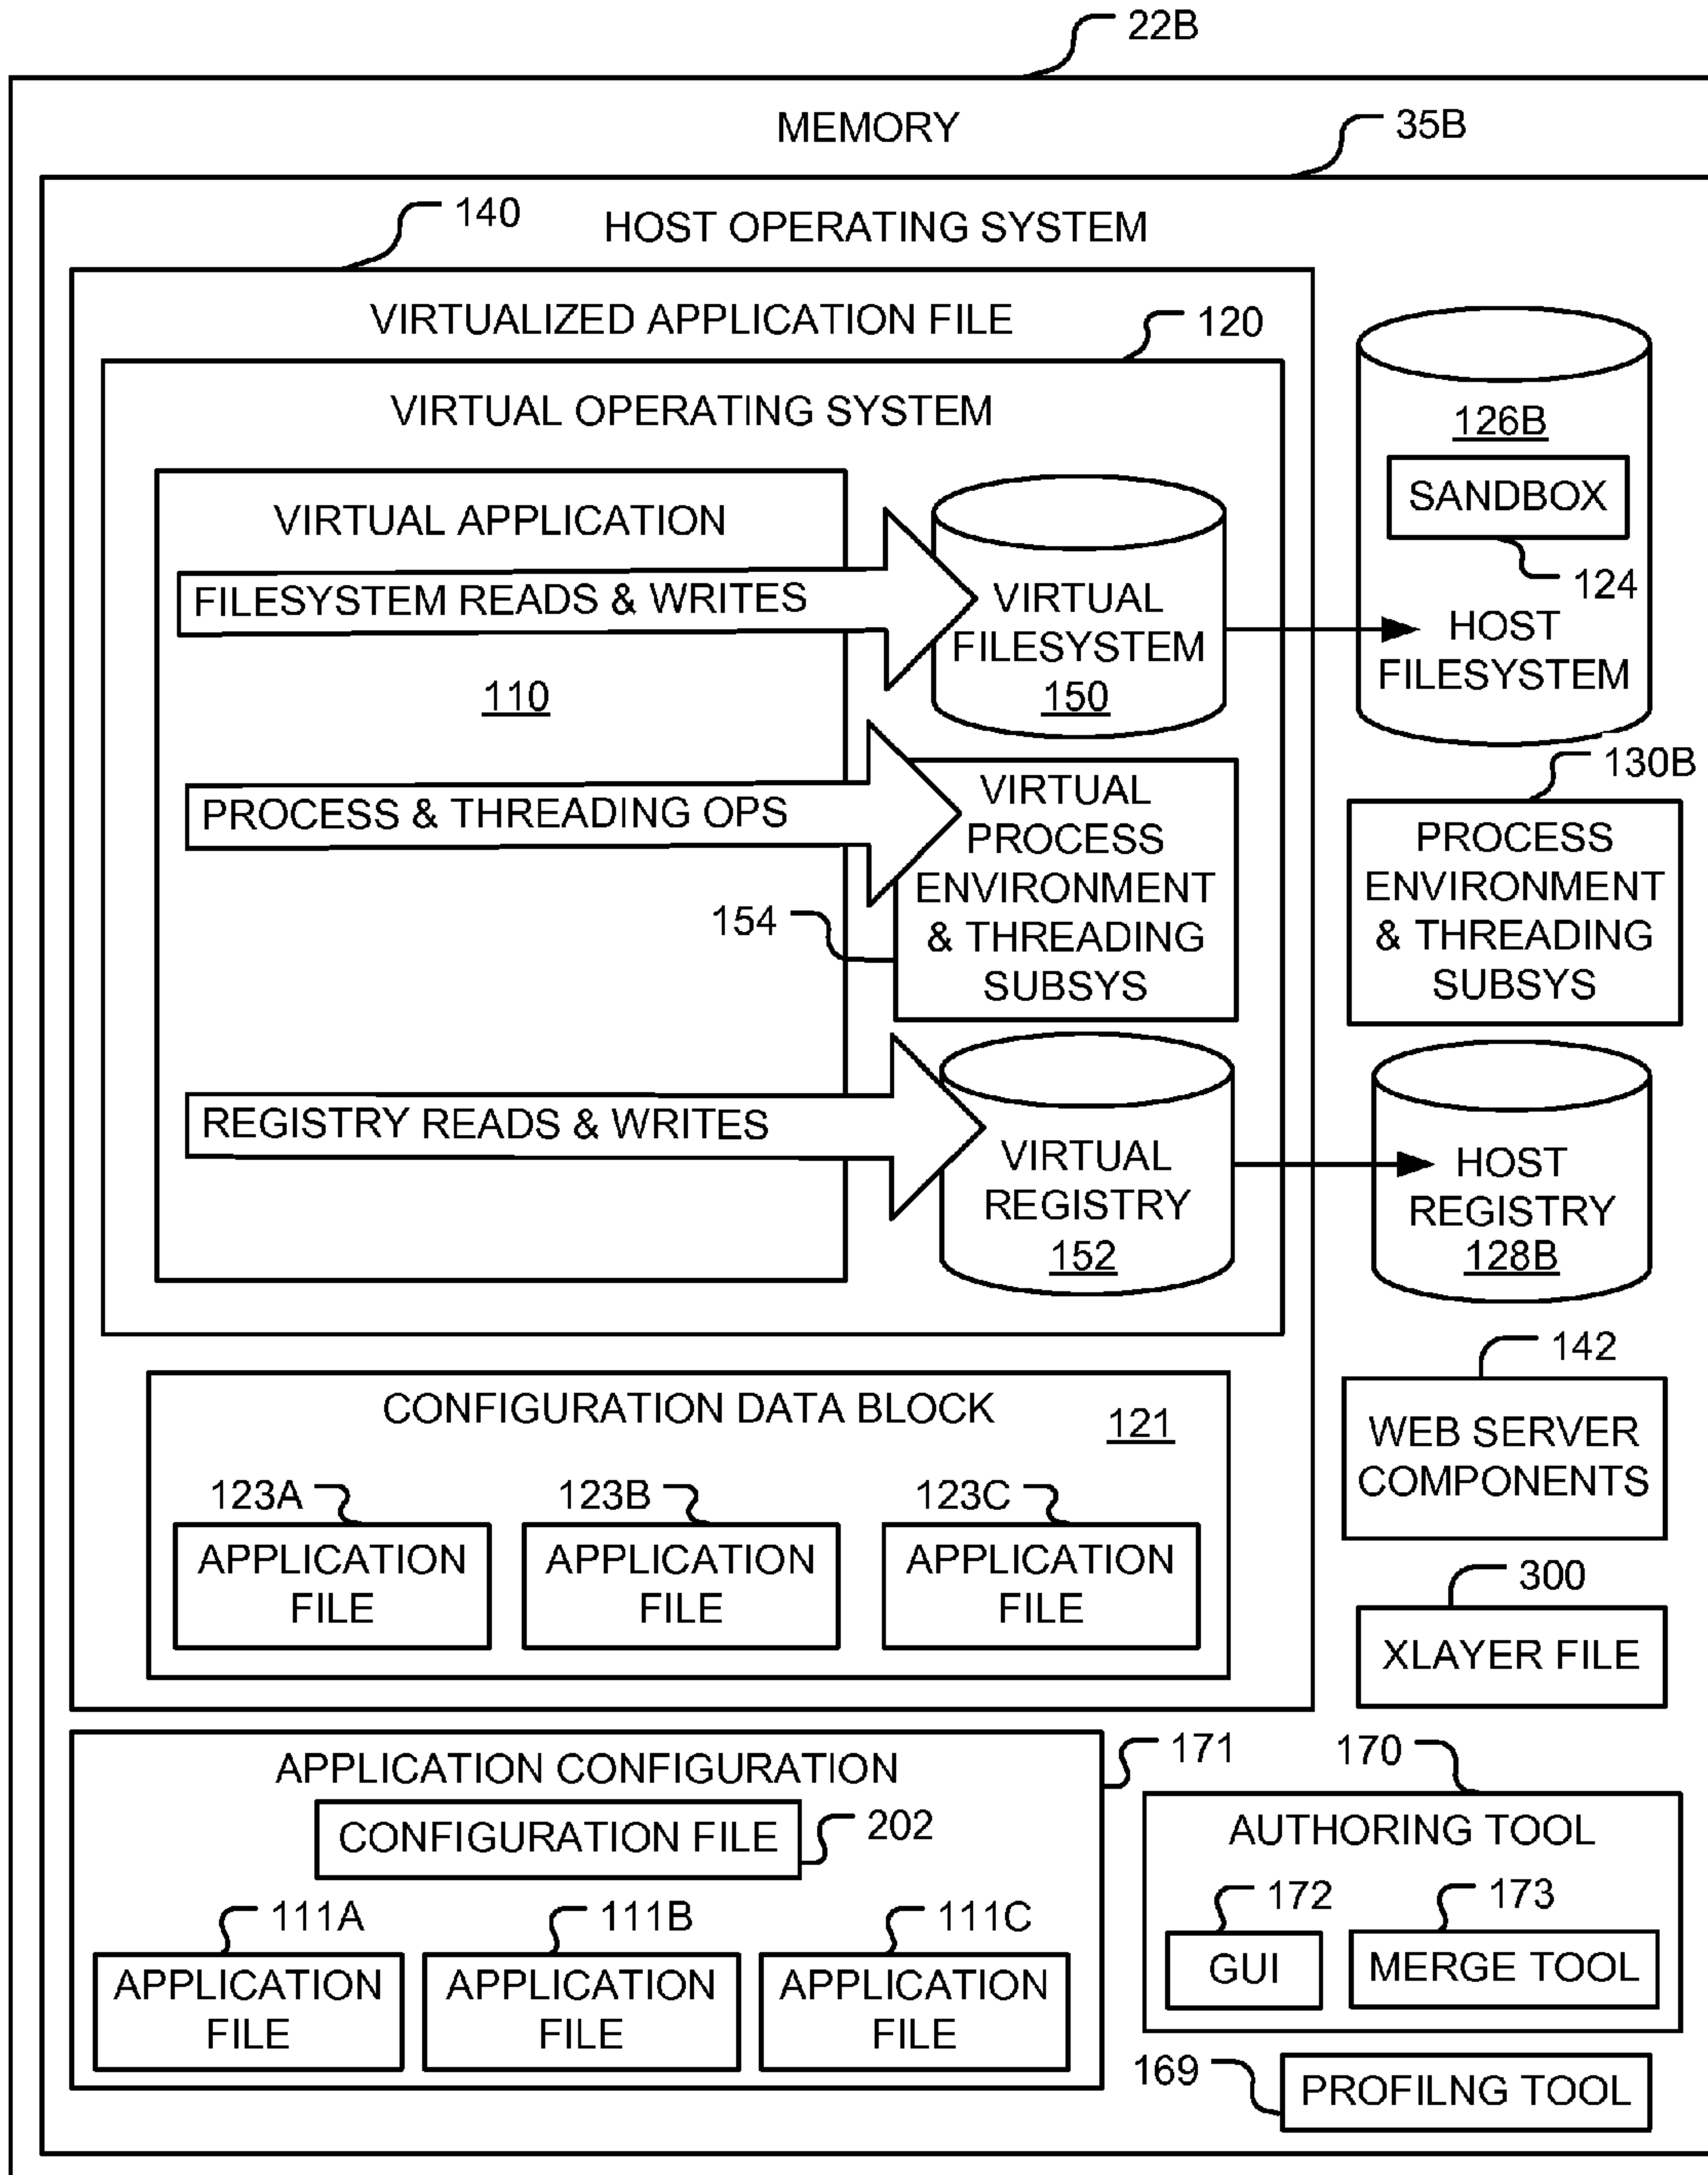 22B
MEMORY
35B
140
HOST OPERATING SYSTEM
VIRTUALIZED APPLICATION FILE
120
VIRTUAL OPERATING SYSTEM
126B
SANDBOX
124
HOST
FILESYSTEM
VIRTUAL APPLICATION
FILESYSTEM READS & WRITES
110
VIRTUAL
FILESYSTEM
150
PROCESS & THREADING OPS
154
VIRTUAL
PROCESS
ENVIRONMENT
& THREADING
SUBSYS
130B
PROCESS
ENVIRONMENT
& THREADING
SUBSYS
REGISTRY READS & WRITES
VIRTUAL
REGISTRY
152
HOST
REGISTRY
128B
142
WEB SERVER
COMPONENTS
CONFIGURATION DATA BLOCK
121
123A
123B
123C
APPLICATION
FILE
APPLICATION
FILE
APPLICATION
FILE
300
XLAYER FILE
APPLICATION CONFIGURATION
171
CONFIGURATION FILE
202
111A
111B
111C
APPLICATION
FILE
APPLICATION
FILE
APPLICATION
FILE
170
AUTHORING TOOL
172
173
GUI
MERGE TOOL
169
PROFILNG TOOL